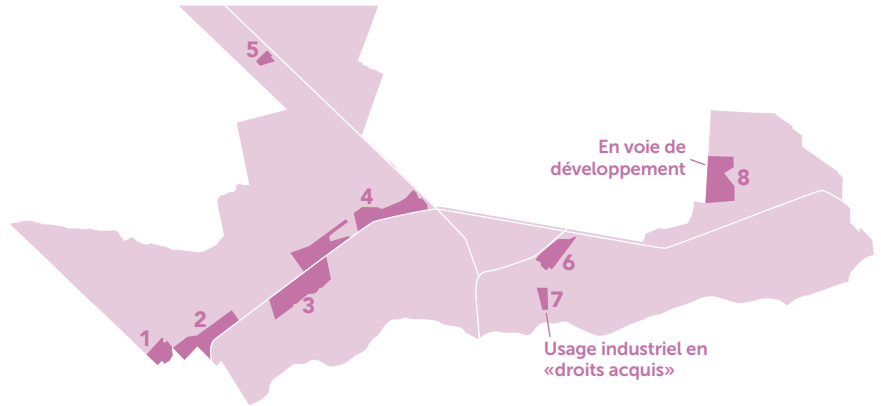 5
En voie de
développement
8
4
6
7
3
2
1
Usage industriel en
«droits acquis»